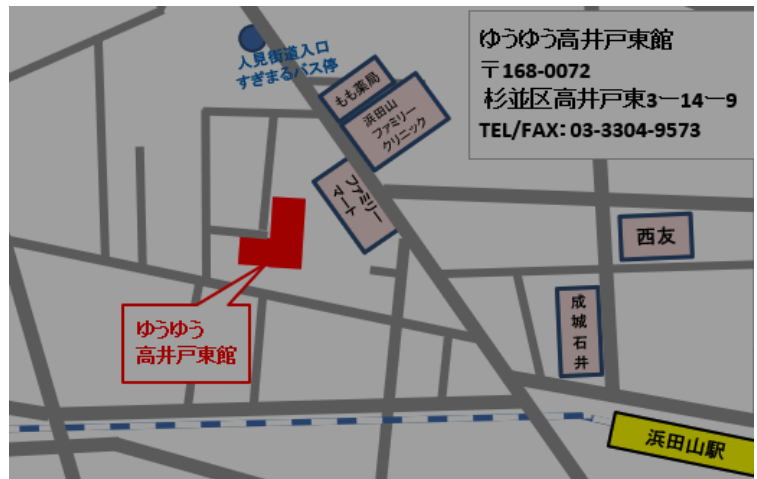 ゆうゆう高井戸東館
〒168-0072
杉並区高井戸東3ー14ー9
TEL/FAX：03-3304-9573
人見街道入口
すぎまるバス停
もも薬局
浜田山
ファミリー
クリニック
ファミリー
マート
西友
成城石井
ゆうゆう
高井戸東館
浜田山駅